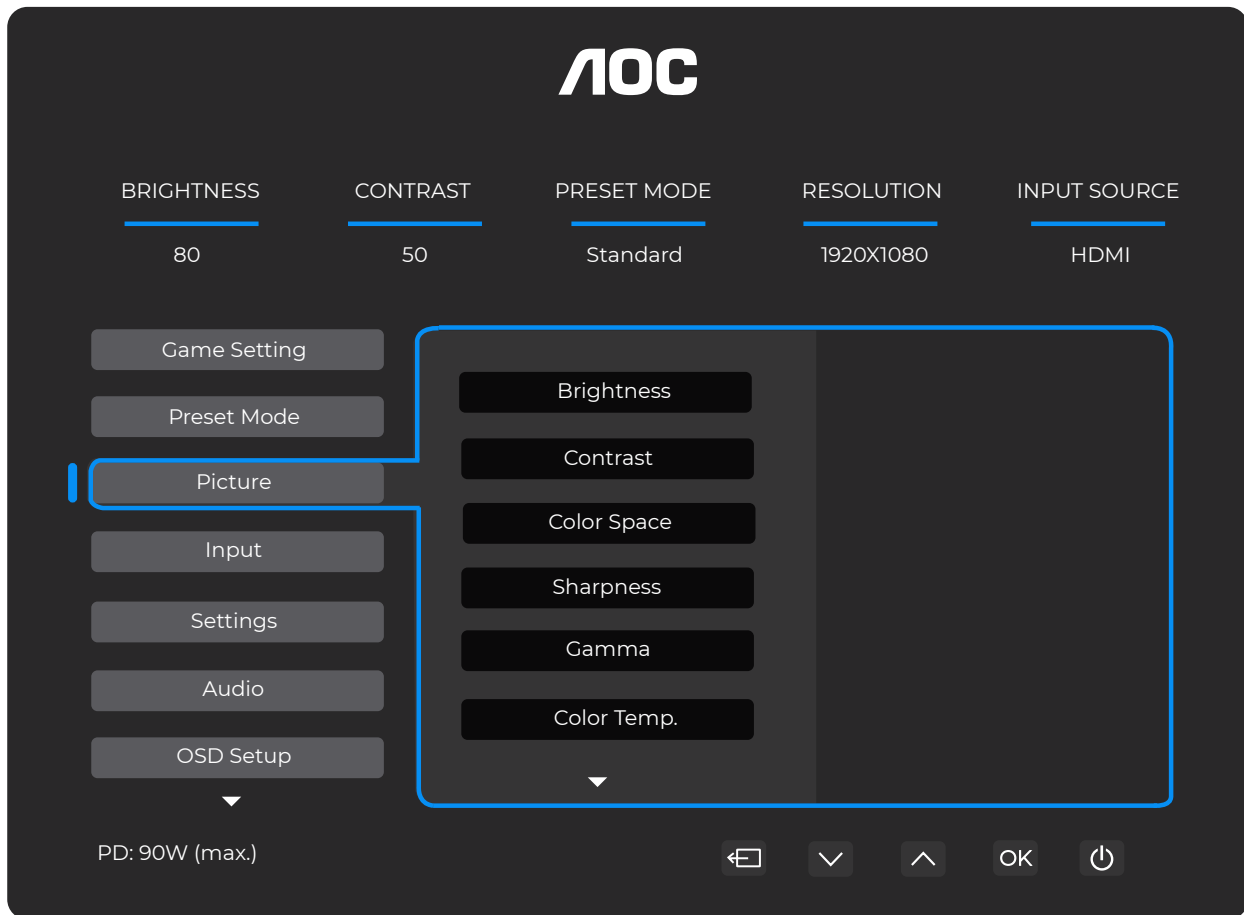 AOC
BRIGHTNESS CONTRAST PRESET MODE RESOLUTION INPUT SOURCE
80 50 Standard 1920X1080 HDMI
Game Setting
Preset Mode
Picture
Input
Settings
Audio
OSD Setup
Brightness
Contrast
Color Space
Sharpness
Gamma
Color Temp.
PD: 90W (max.)
OK